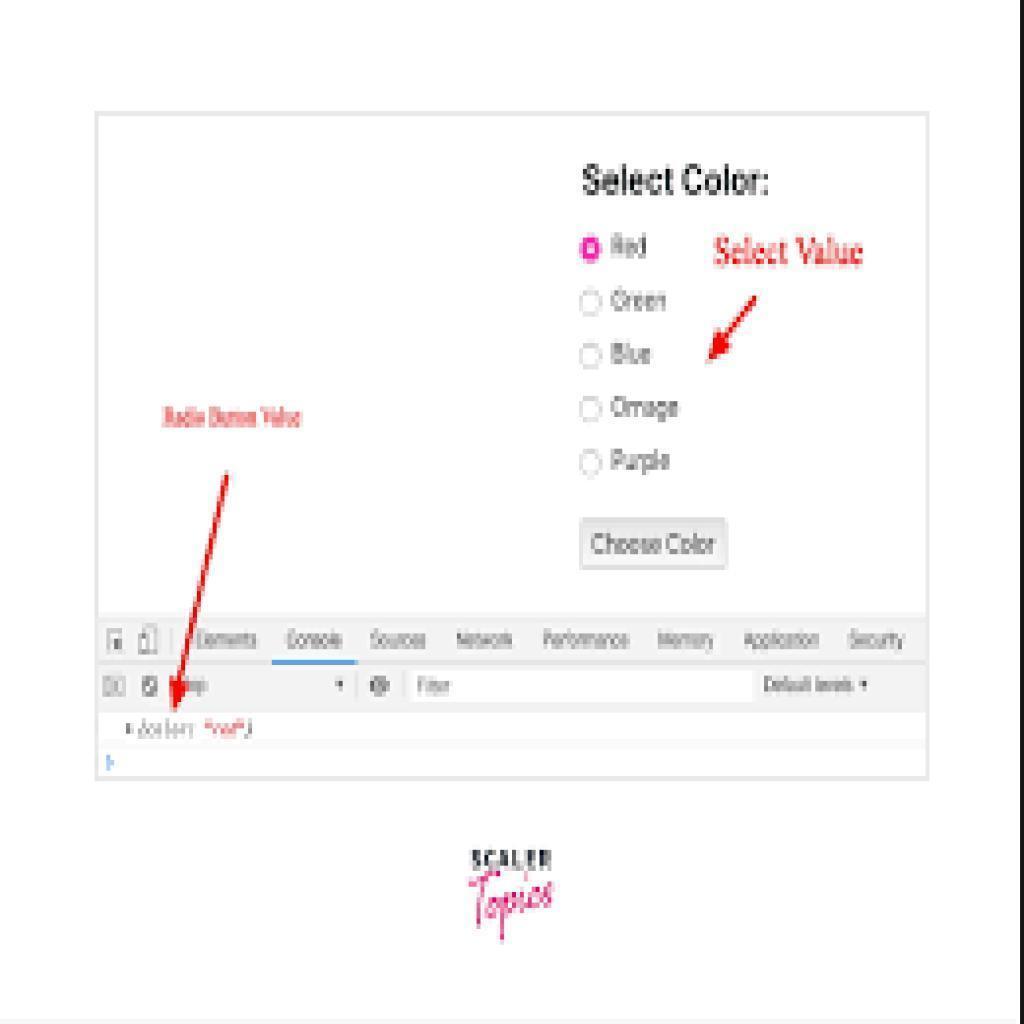 Select Color:
Red
Select Value
Green
Blue
Radio Button Value
Orange
Purple
Choose Color
Elements Console Sources Network Performance Memory Application Security
Filter Default levels
{color: "red"}
SCALER
Topics